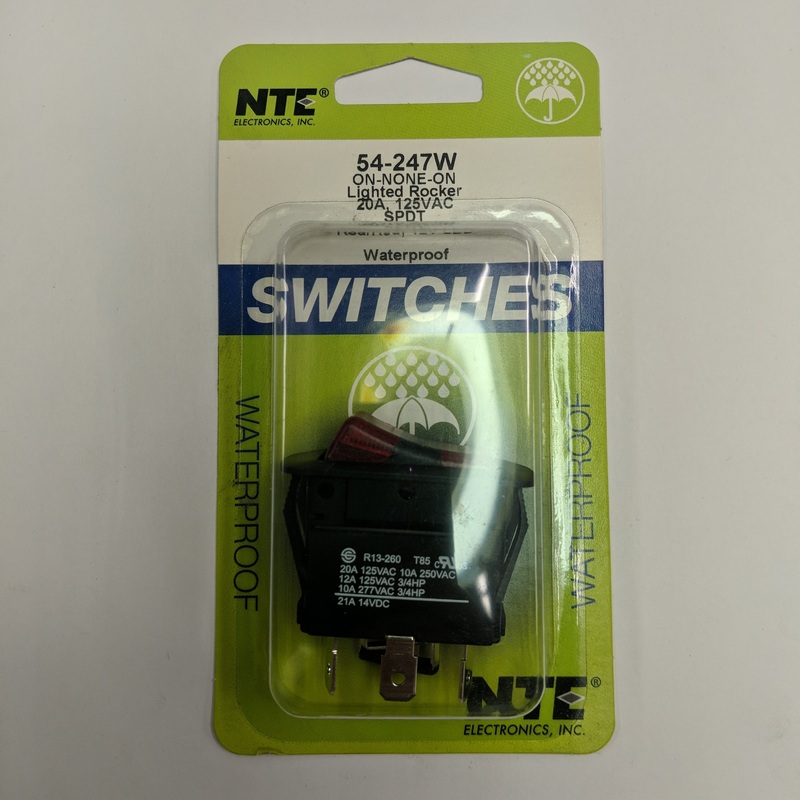 NTE®
ELECTRONICS, INC.
54-247W
ON-NONE-ON
Lighted Rocker
20A, 125VAC
SPDT
Waterproof
SWITCHES
WATERPROOF
WATERPROOF
R13-260 T85
20A 125VAC 10A 250VAC
12A 125VAC 3/4HP
10A 277VAC 3/4HP
21A 14VDC
NTE®
ELECTRONICS, INC.